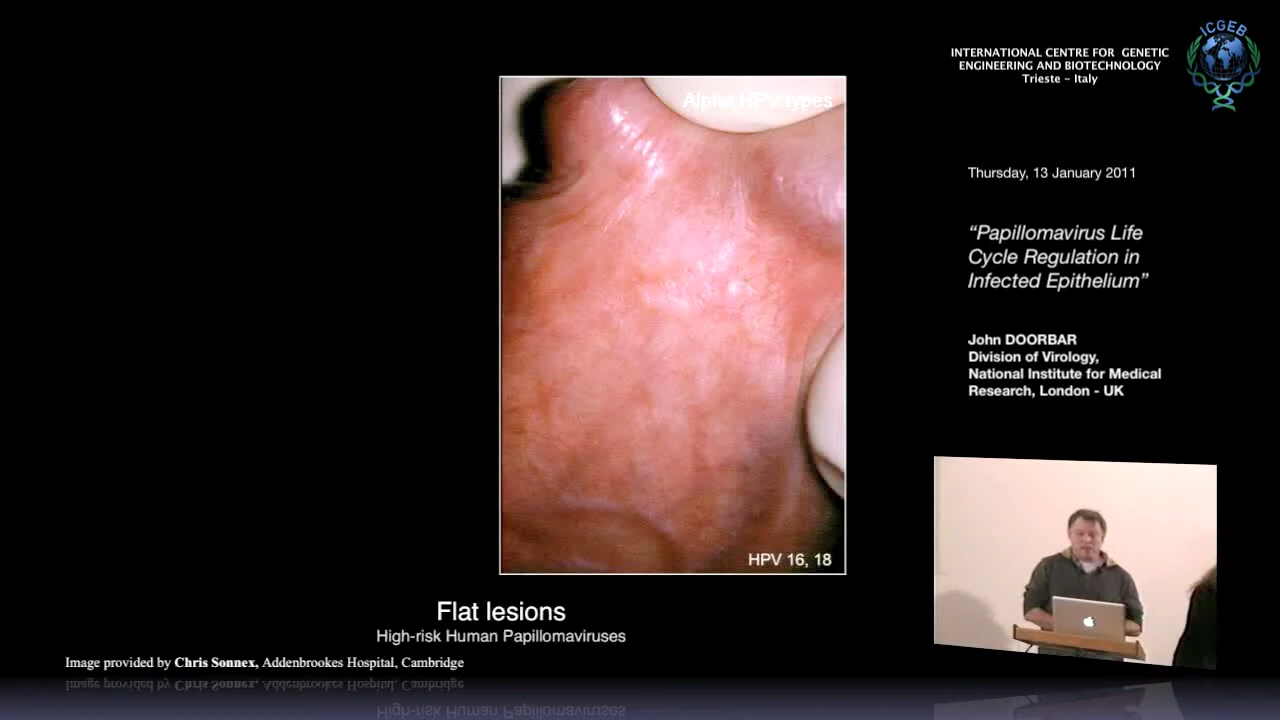 Alpha HPV types
HPV 16, 18
Flat lesions
High-risk Human Papillomaviruses
Image provided by Chris Sonnex, Addenbrookes Hospital, Cambridge
ICGEB
INTERNATIONAL CENTRE FOR GENETIC
ENGINEERING AND BIOTECHNOLOGY
Trieste – Italy
Thursday, 13 January 2011
“Papillomavirus Life
Cycle Regulation in
Infected Epithelium”
John DOORBAR
Division of Virology,
National Institute for Medical
Research, London - UK